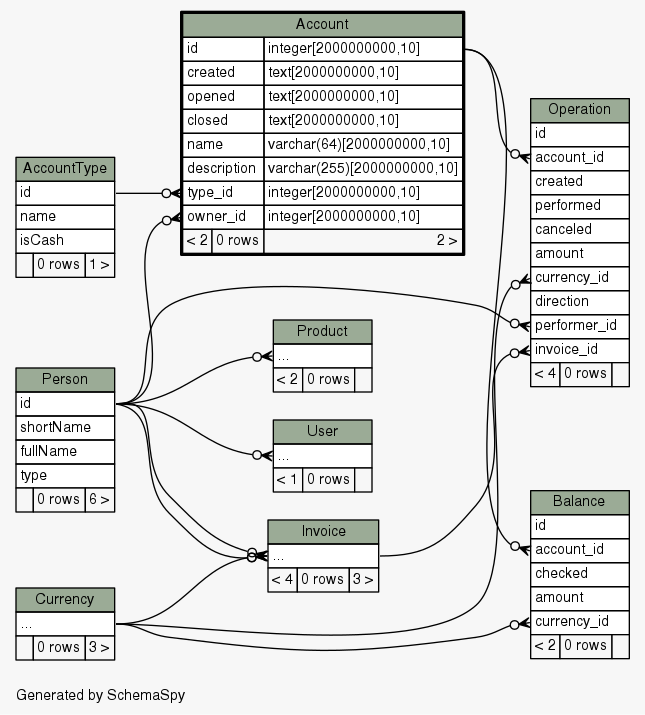 Account
id integer[2000000000,10]
created text[2000000000,10]
opened text[2000000000,10]
closed text[2000000000,10]
name varchar(64)[2000000000,10]
description varchar(255)[2000000000,10]
type_id integer[2000000000,10]
owner_id integer[2000000000,10]
< 2 0 rows 2 >
Operation
id
account_id
created
performed
canceled
amount
currency_id
direction
performer_id
invoice_id
< 4 0 rows
AccountType
id
name
isCash
0 rows 1 >
Product
...
< 2 0 rows
Person
id
shortName
fullName
type
0 rows 6 >
User
...
< 1 0 rows
Invoice
...
< 4 0 rows 3 >
Balance
id
account_id
checked
amount
currency_id
< 2 0 rows
Currency
...
0 rows 3 >
Generated by SchemaSpy